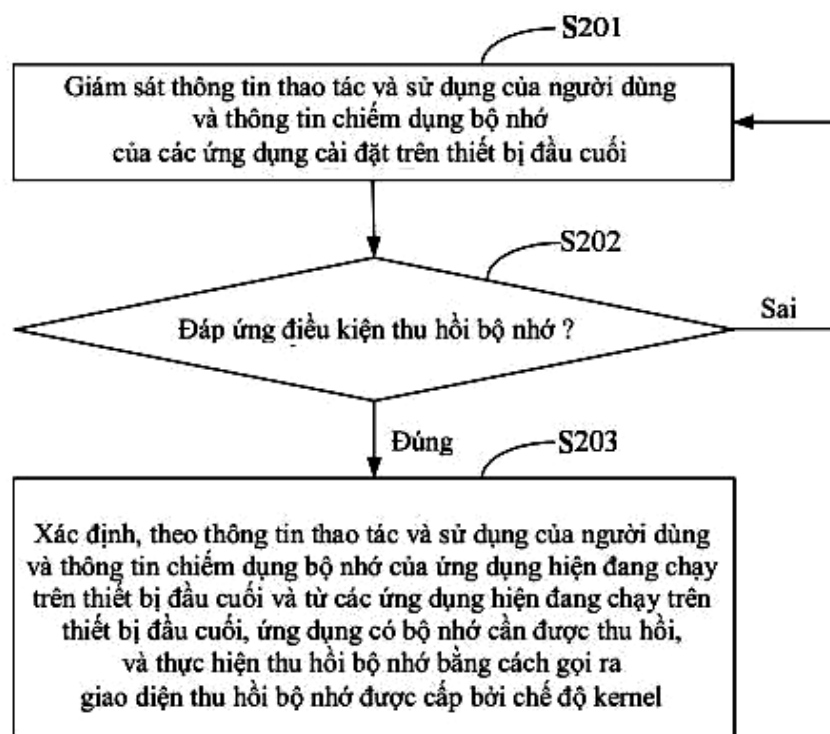 S201
Giám sát thông tin thao tác và sử dụng của người dùng
và thông tin chiếm dụng bộ nhớ
của các ứng dụng cài đặt trên thiết bị đầu cuối
S202
Đáp ứng điều kiện thu hồi bộ nhớ ?
Sai
Đúng
S203
Xác định, theo thông tin thao tác và sử dụng của người dùng
và thông tin chiếm dụng bộ nhớ của ứng dụng hiện đang chạy
trên thiết bị đầu cuối và từ các ứng dụng hiện đang chạy trên
thiết bị đầu cuối, ứng dụng có bộ nhớ cần được thu hồi,
và thực hiện thu hồi bộ nhớ bằng cách gọi ra
giao diện thu hồi bộ nhớ được cấp bởi chế độ kernel